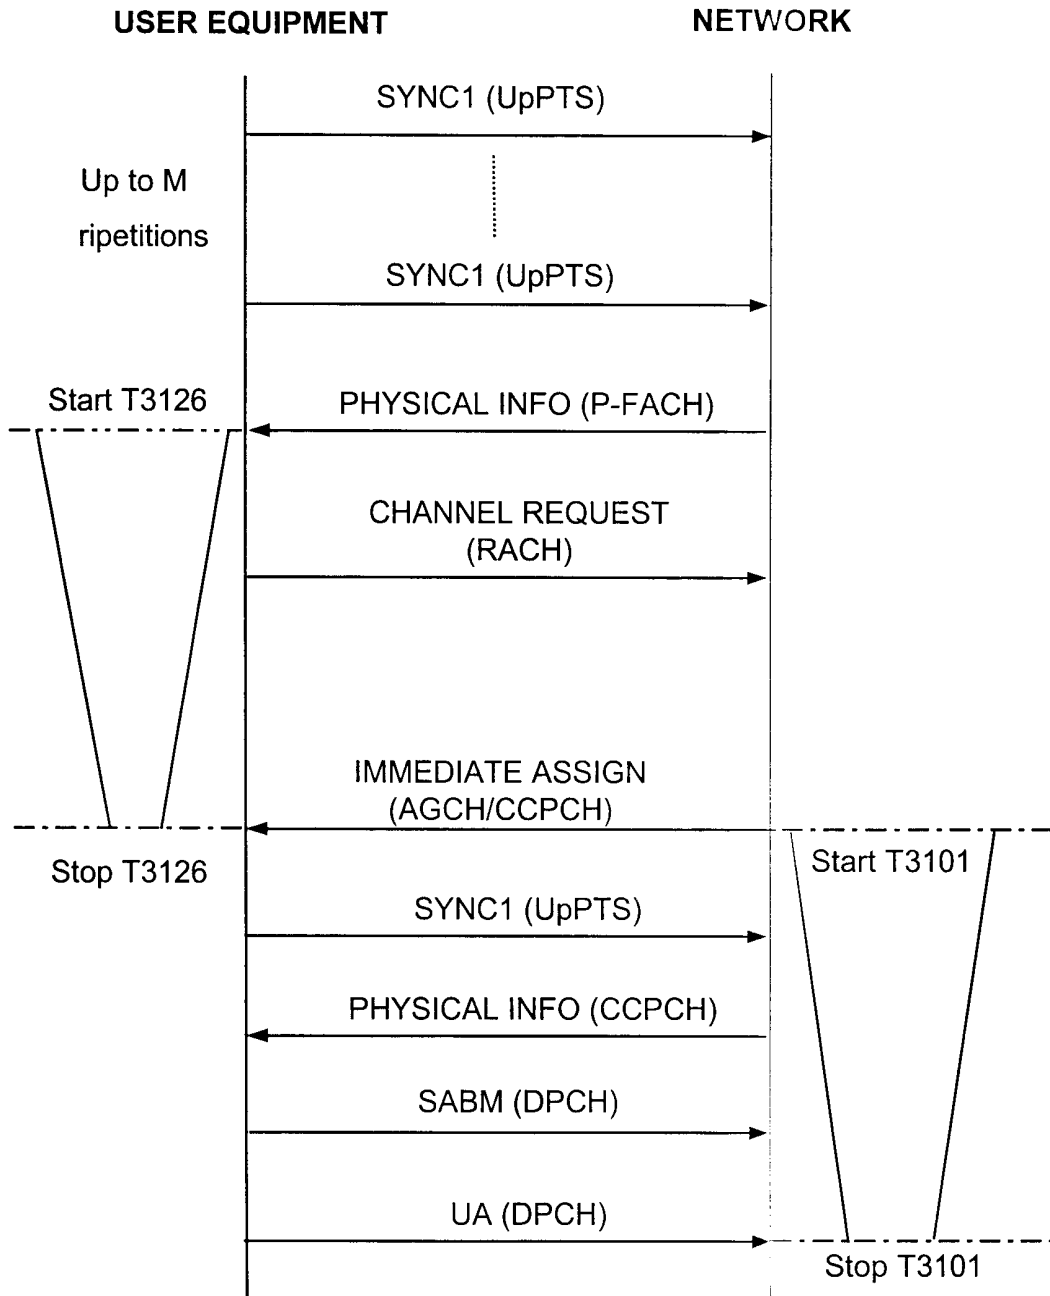 USER EQUIPMENT
NETWORK
SYNC1 (UpPTS)
Up to M
ripetitions
SYNC1 (UpPTS)
Start T3126
PHYSICAL INFO (P-FACH)
CHANNEL REQUEST
(RACH)
IMMEDIATE ASSIGN
(AGCH/CCPCH)
Stop T3126
Start T3101
SYNC1 (UpPTS)
PHYSICAL INFO (CCPCH)
SABM (DPCH)
UA (DPCH)
Stop T3101